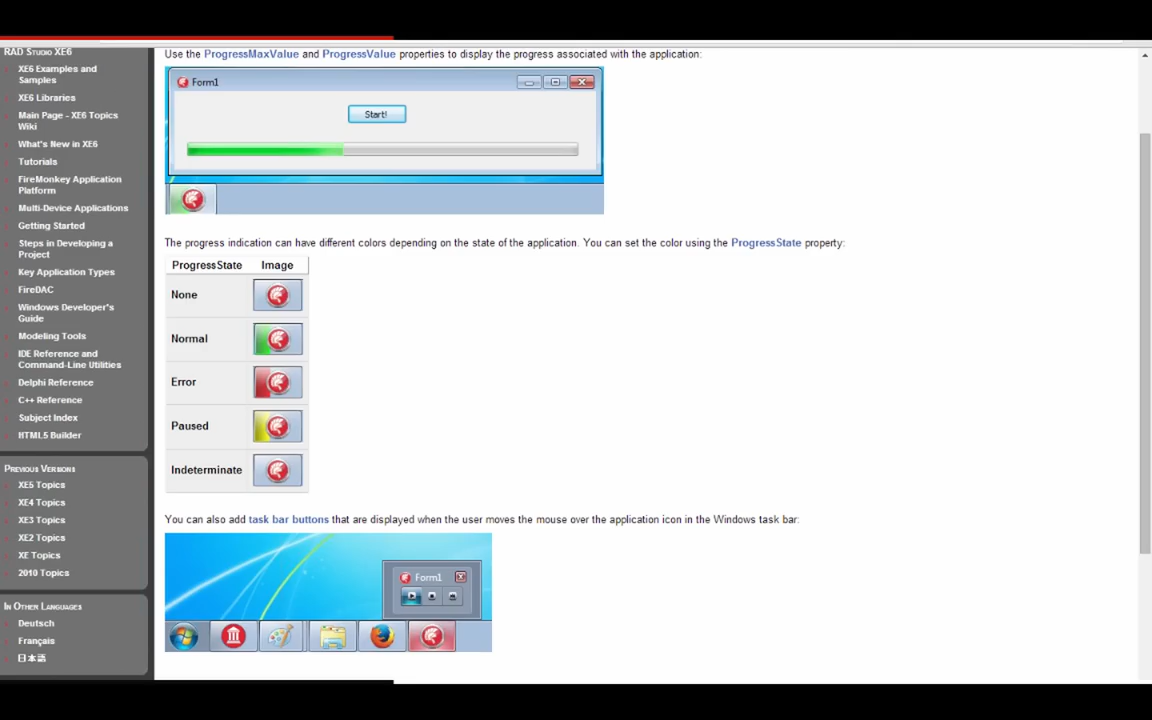 RAD Studio XE6
XE6 Examples and
Samples
XE6 Libraries
Main Page - XE6 Topics
Wiki
What's New in XE6
Tutorials
FireMonkey Application
Platform
Multi-Device Applications
Getting Started
Steps in Developing a
Project
Key Application Types
FireDAC
Windows Developer's
Guide
Modeling Tools
IDE Reference and
Command-Line Utilities
Delphi Reference
C++ Reference
Subject Index
HTML5 Builder
Previous Versions
XE5 Topics
XE4 Topics
XE3 Topics
XE2 Topics
XE Topics
2010 Topics
In Other Languages
Deutsch
Français
日本語
Use the ProgressMaxValue and ProgressValue properties to display the progress associated with the application:
Form1
Start!
The progress indication can have different colors depending on the state of the application. You can set the color using the ProgressState property:
ProgressState Image
None
Normal
Error
Paused
Indeterminate
You can also add task bar buttons that are displayed when the user moves the mouse over the application icon in the Windows task bar:
Form1